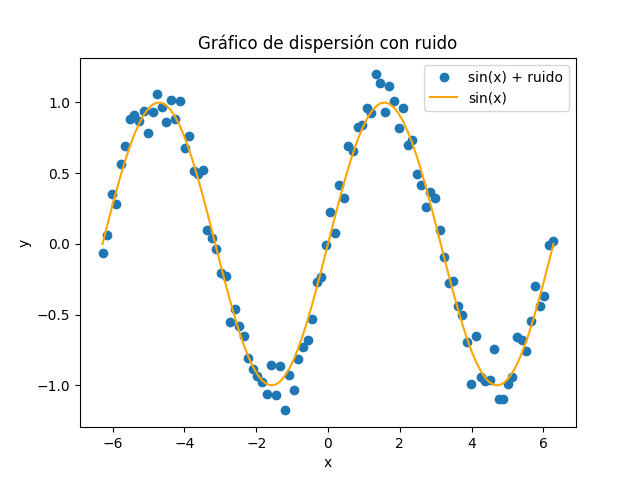 Gráfico de dispersión con ruido
sin(x) + ruido
sin(x)
y
1.0
0.5
0.0
−0.5
−1.0
−6 −4 −2 0 2 4 6
x